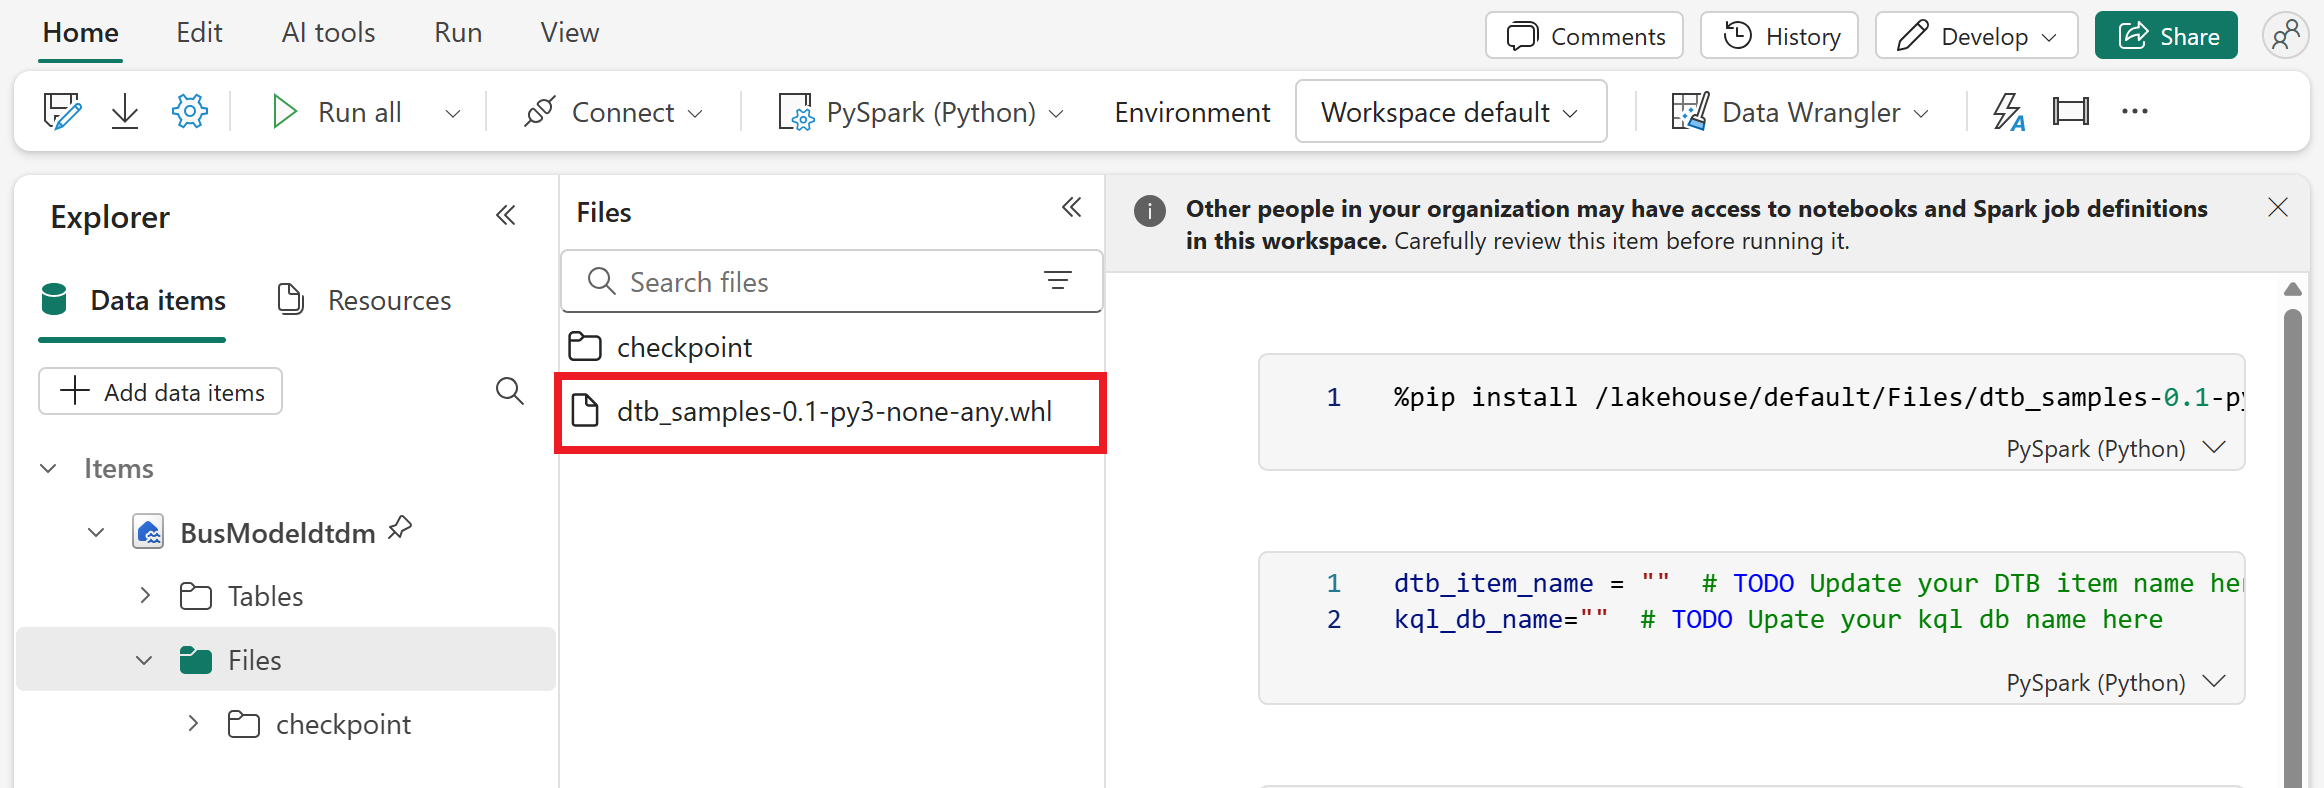 Home Edit AI tools Run View
Comments History Develop Share
Run all Connect PySpark (Python) Environment Workspace default Data Wrangler
Explorer
Data items Resources
Add data items
Items
BusModeldtdm
Tables
Files
checkpoint
Files
Search files
checkpoint
dtb_samples-0.1-py3-none-any.whl
Other people in your organization may have access to notebooks and Spark job definitions
in this workspace. Carefully review this item before running it.
1 %pip install /lakehouse/default/Files/dtb_samples-0.1-py
PySpark (Python)
1 dtb_item_name = "" # TODO Update your DTB item name her
2 kql_db_name="" # TODO Upate your kql db name here
PySpark (Python)